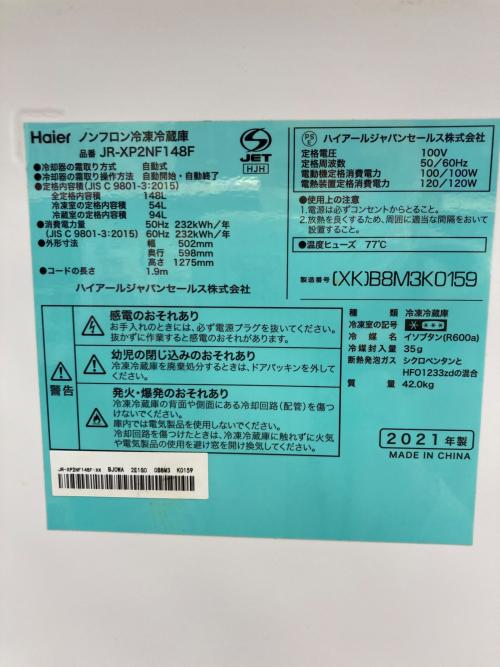 Haier ノンフロン冷凍冷蔵庫
品番 JR-XP2NF148F
S
JET
HJH
●冷却器の霜取り方式 自動式
●冷却器の霜取り操作方法 自動開始・自動終了
●定格内容積(JIS C 9801-3:2015)
全定格内容積 148L
冷凍室の定格内容積 54L
冷蔵室の定格内容積 94L
●消費電力量 50Hz 232kWh/年
(JIS C 9801-3:2015) 60Hz 232kWh/年
●外形寸法 幅 502mm
奥行 598mm
高さ 1275mm
●コードの長さ 1.9m
ハイアールジャパンセールス株式会社
PS
E
ハイアールジャパンセールス株式会社
定格電圧 100V
定格周波数 50/60Hz
電動機定格消費電力 100/100W
電熱装置定格消費電力 120/120W
●使用上の注意
1.電源は必ずコンセントからとること。
2.放熱を良くするため、周囲に適当な間隔をおいて
設置すること。
●温度ヒューズ 77℃
製造番号 (XK)B8M3K0159
警告
感電のおそれあり
お手入れのときには、必ず電源プラグを抜いてください。
抜かずに作業すると感電のおそれがあります。
幼児の閉じ込みのおそれあり
冷凍冷蔵庫を廃棄処分するときは、ドアパッキンを外して
ください。
発火・爆発のおそれあり
冷凍冷蔵庫の背面や側面にある冷却回路(配管)を傷つ
けないでください。
庫内では電気製品を使用しないでください。
冷却回路を傷つけたときは、冷凍冷蔵庫に触れずに火気
や電気製品の使用を避け窓を開け換気してください。
種類 冷凍冷蔵庫
冷凍室の記号 ****
冷媒 イソブタン(R600a)
冷媒封入量 35g
断熱発泡ガス シクロペンタンと
HFO1233zdの混合
質量 42.0kg
2021年製
MADE IN CHINA
JR-XP2NF148F-XK BJ0WA 2E1G0 0B8M3 K0159